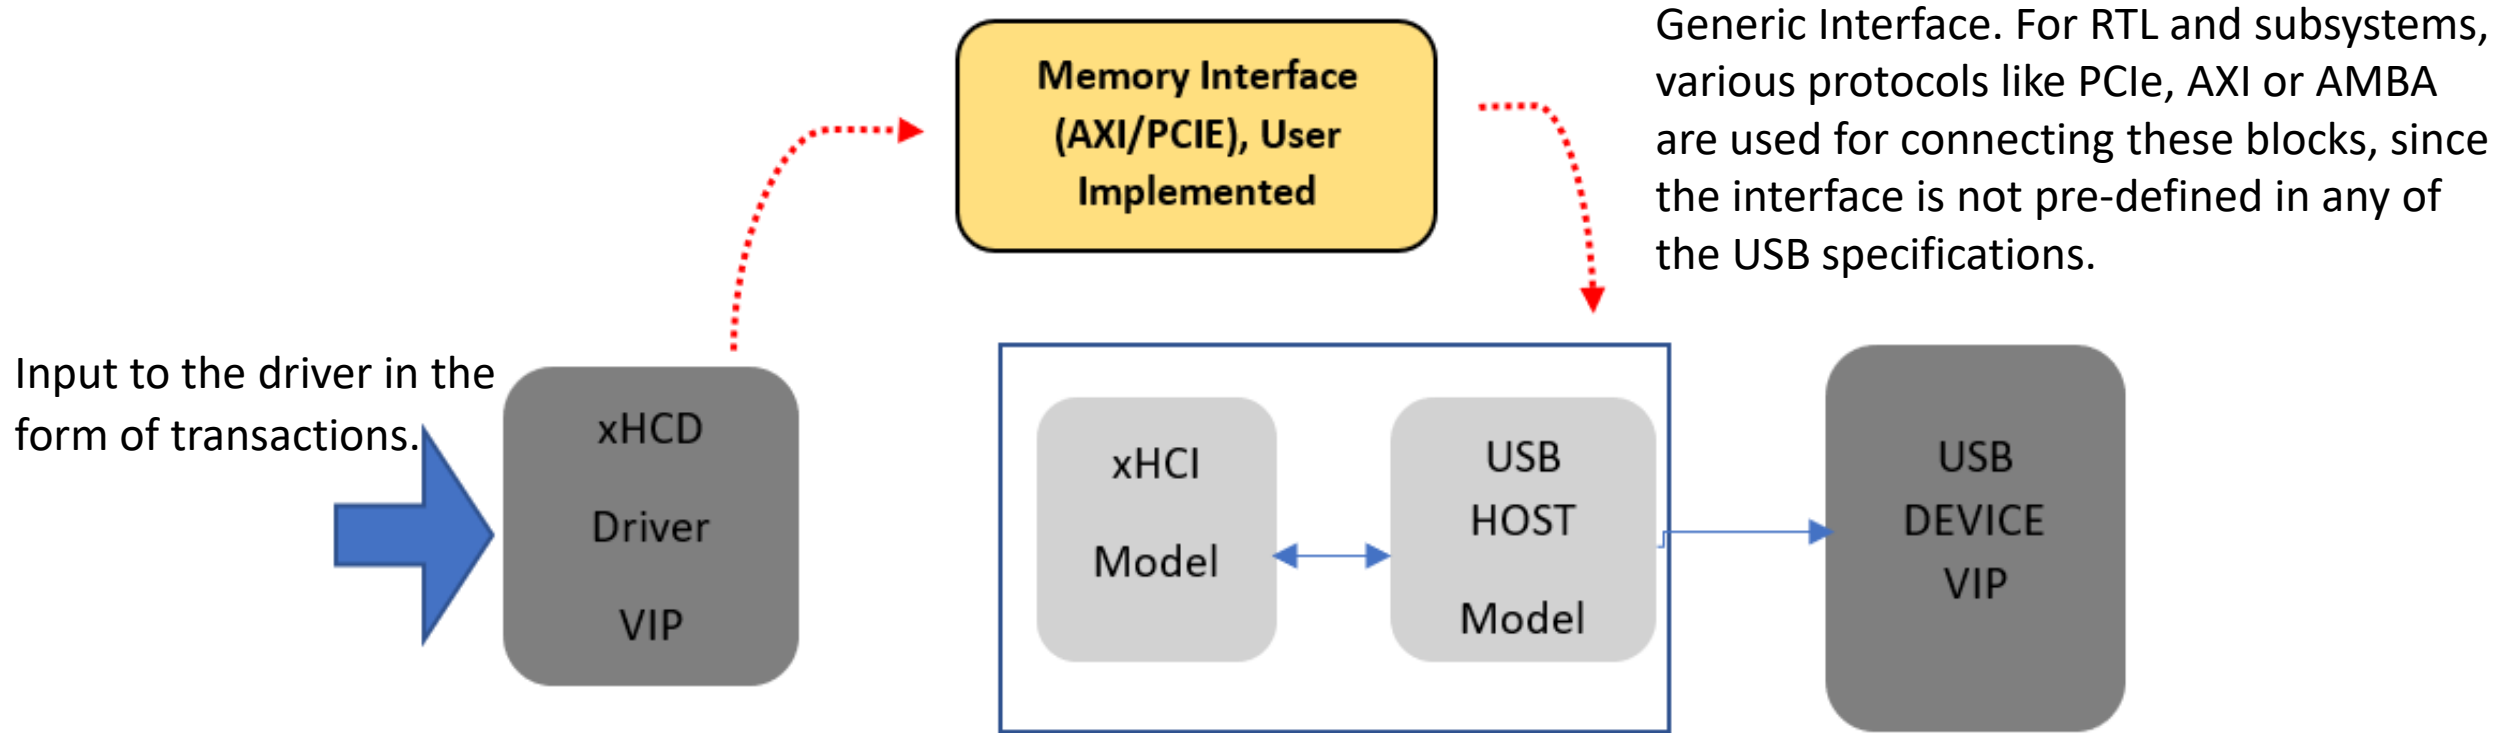 Memory Interface
(AXI/PCIE), User
Implemented
Generic Interface. For RTL and subsystems,
various protocols like PCIe, AXI or AMBA
are used for connecting these blocks, since
the interface is not pre-defined in any of
the USB specifications.
Input to the driver in the
form of transactions.
xHCD
Driver
VIP
xHCI
Model
USB
HOST
Model
USB
DEVICE
VIP